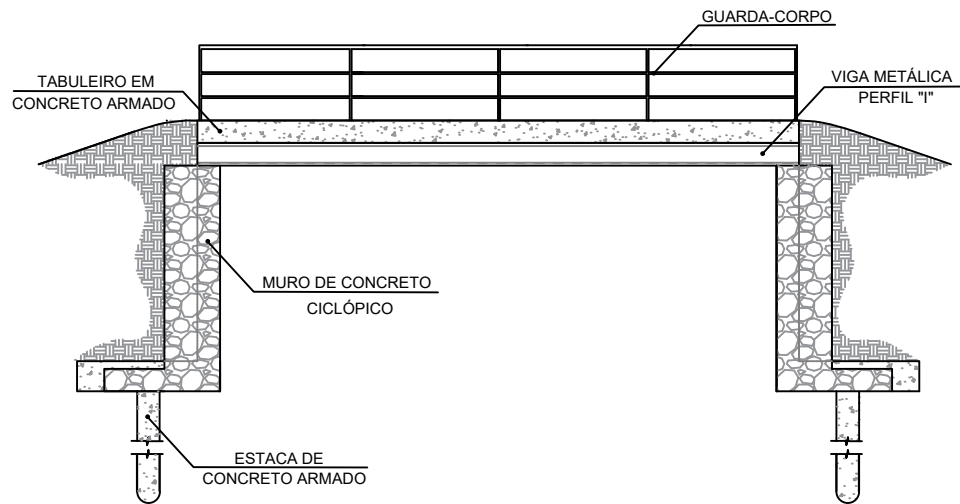 GUARDA-CORPO
TABULEIRO EM
CONCRETO ARMADO
VIGA METÁLICA
PERFIL "I"
MURO DE CONCRETO
CICLÓPICO
ESTACA DE
CONCRETO ARMADO